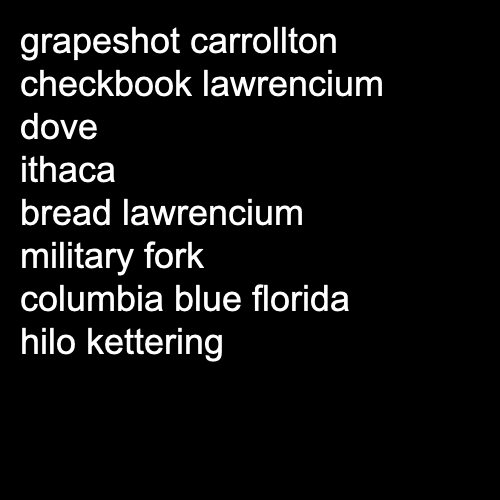 grapeshot carrollton
checkbook lawrencium
dove
ithaca
bread lawrencium
military fork
columbia blue florida
hilo kettering